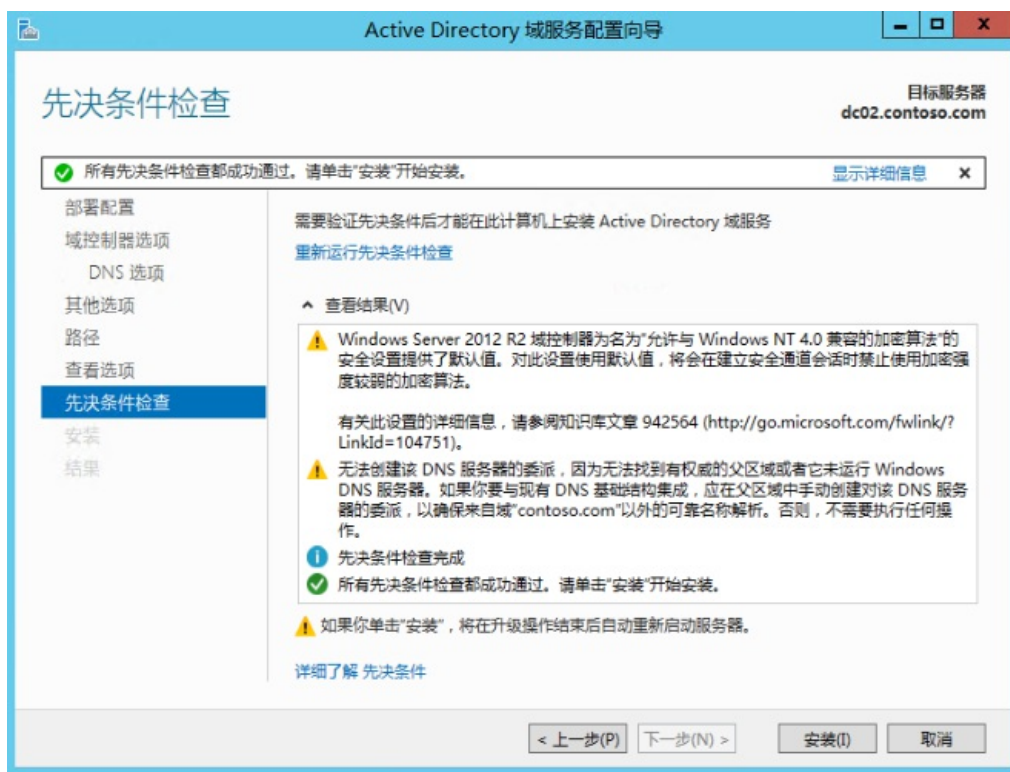 Active Directory 域服务配置向导
先决条件检查
目标服务器
dc02.contoso.com
所有先决条件检查都成功通过。请单击"安装"开始安装。
显示详细信息
部署配置
域控制器选项
DNS 选项
其他选项
路径
查看选项
先决条件检查
安装
结果
需要验证先决条件后才能在此计算机上安装 Active Directory 域服务
重新运行先决条件检查
查看结果(V)
Windows Server 2012 R2 域控制器为名为"允许与 Windows NT 4.0 兼容的加密算法"的
安全设置提供了默认值。对此设置使用默认值，将会在建立安全通道会话时禁止使用加密强
度较弱的加密算法。
有关此设置的详细信息，请参阅知识库文章 942564 (http://go.microsoft.com/fwlink/?
LinkId=104751)。
无法创建该 DNS 服务器的委派，因为无法找到有权威的父区域或者它未运行 Windows
DNS 服务器。如果你要与现有 DNS 基础结构集成，应在父区域中手动创建对该 DNS 服务
器的委派，以确保来自域"contoso.com"以外的可靠名称解析。否则，不需要执行任何操
作。
先决条件检查完成
所有先决条件检查都成功通过。请单击"安装"开始安装。
如果你单击"安装"，将在升级操作结束后自动重新启动服务器。
详细了解 先决条件
< 上一步(P)
下一步(N) >
安装(I)
取消